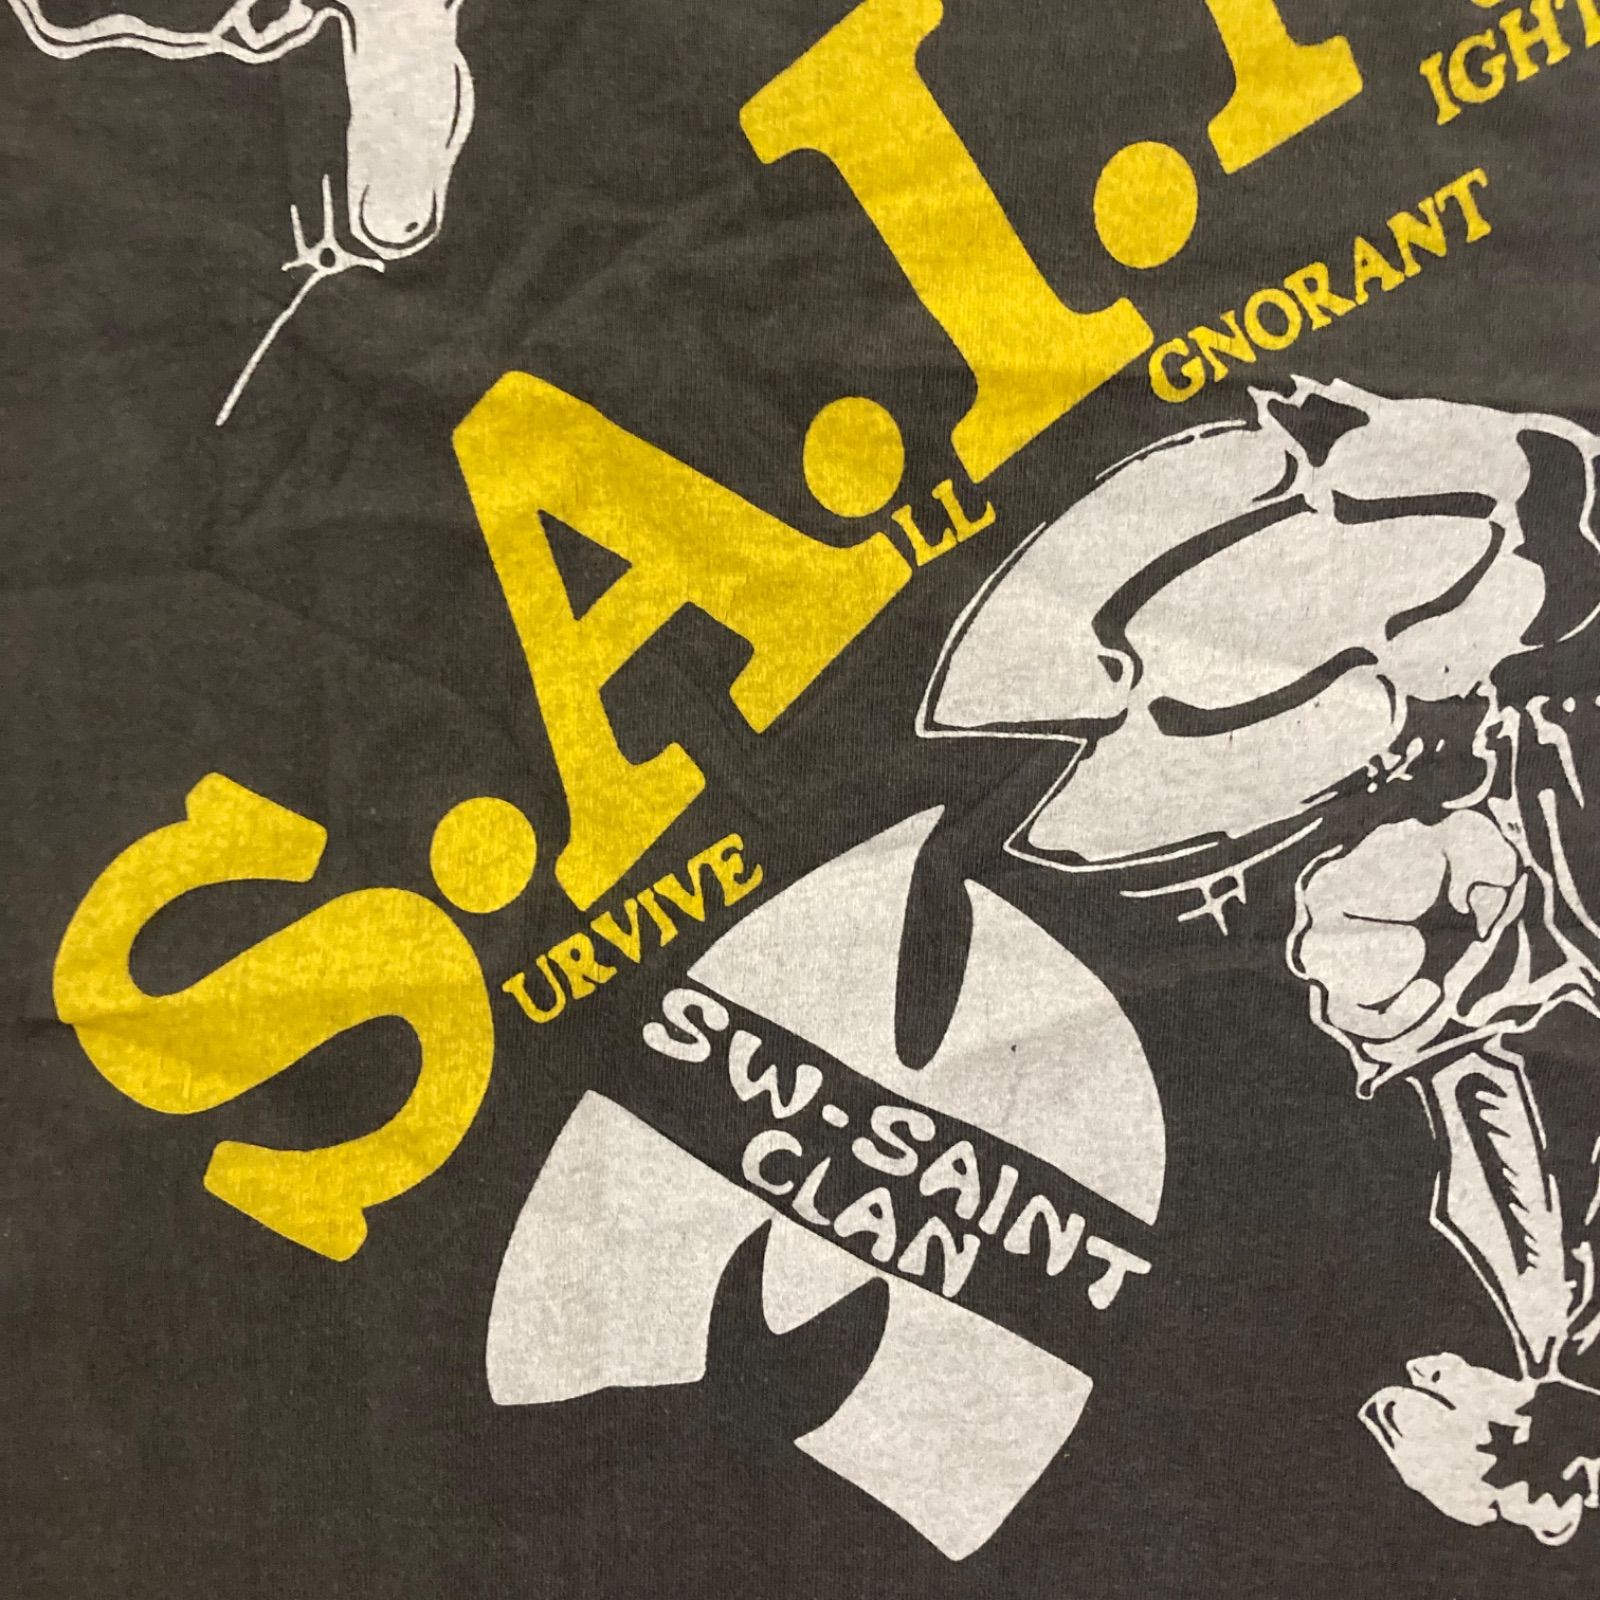 S.A.I.
URVIVE
LL
GNORANT
IGHT
SW-SAINT
CLAN